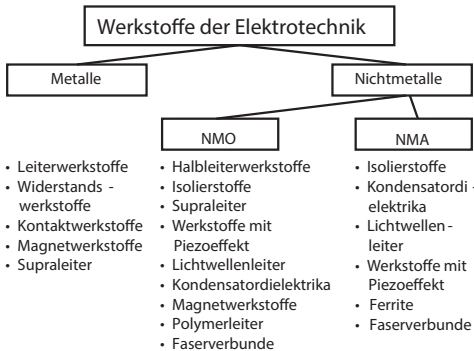 Werkstoffe der Elektrotechnik
Metalle
Nichtmetalle
NMO
NMA
• Leiterwerkstoffe
• Widerstands -
werkstoffe
• Kontaktwerkstoffe
• Magnetwerkstoffe
• Supraleiter
• Halbleiterwerkstoffe
• Isolierstoffe
• Supraleiter
• Werkstoffe mit
Piezoeffekt
• Lichtwellenleiter
• Kondensatordielektrika
• Magnetwerkstoffe
• Polymerleiter
• Faserverbunde
• Isolierstoffe
• Kondensatordi -
elektrika
• Lichtwellen -
leiter
• Werkstoffe mit
Piezoeffekt
• Ferrite
• Faserverbunde